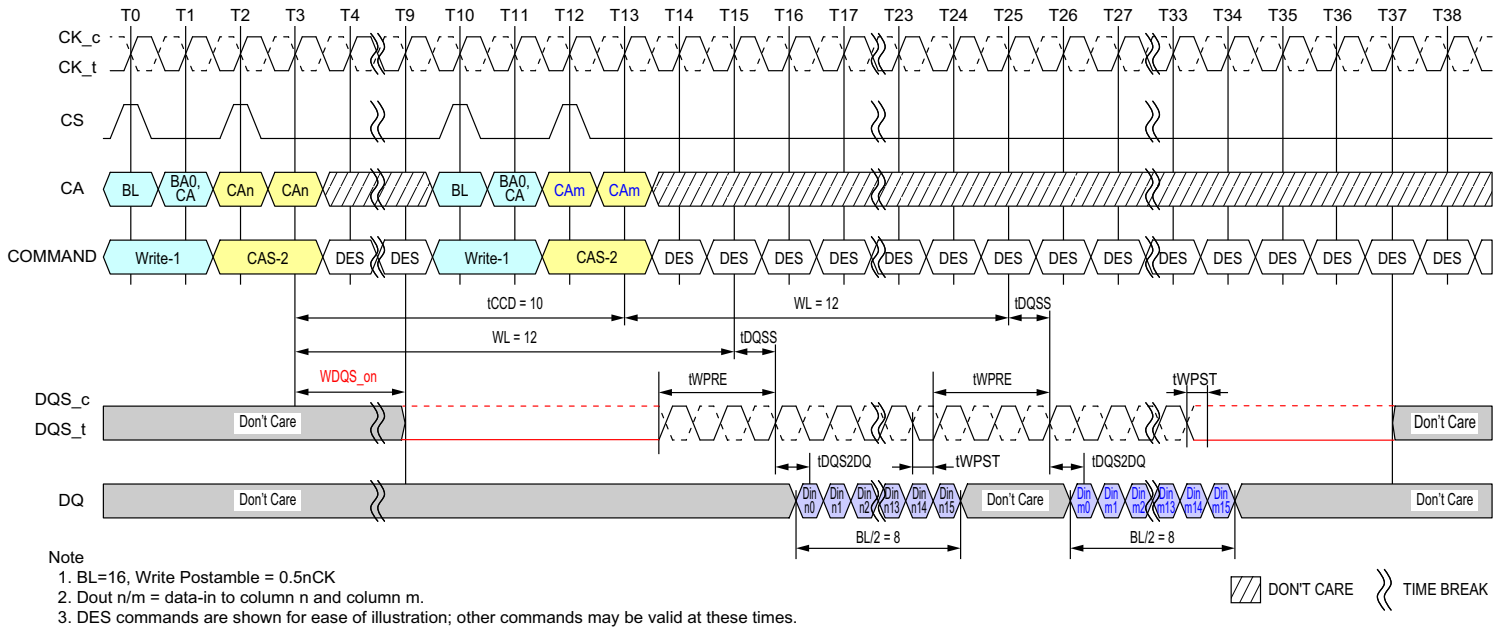 T0 T1 T2 T3 T4 T9 T10 T11 T12 T13 T14 T15 T16 T17 T23 T24 T25 T26 T27 T33 T34 T35 T36 T37 T38
CK_c
CK_t
CS
CA BL BA0, CA CAn CAn BL BA0, CA CAm CAm
COMMAND Write-1 CAS-2 DES DES Write-1 CAS-2 DES DES DES DES DES DES DES DES DES DES DES DES DES DES DES
tCCD = 10 WL = 12 tDQSS
WL = 12 tDQSS
WDQS_on tWPRE tWPRE tWPST
DQS_c
DQS_t Don't Care Don't Care
tDQS2DQ tWPST tDQS2DQ
DQ Don't Care Din n0 Din n1 Din n2 Din n13 Din n14 Din n15 Don't Care Din m0 Din m1 Din m2 Din m13 Din m14 Din m15 Don't Care
BL/2 = 8 BL/2 = 8
Note
1. BL=16, Write Postamble = 0.5nCK
2. Dout n/m = data-in to column n and column m.
3. DES commands are shown for ease of illustration; other commands may be valid at these times.
DON'T CARE TIME BREAK